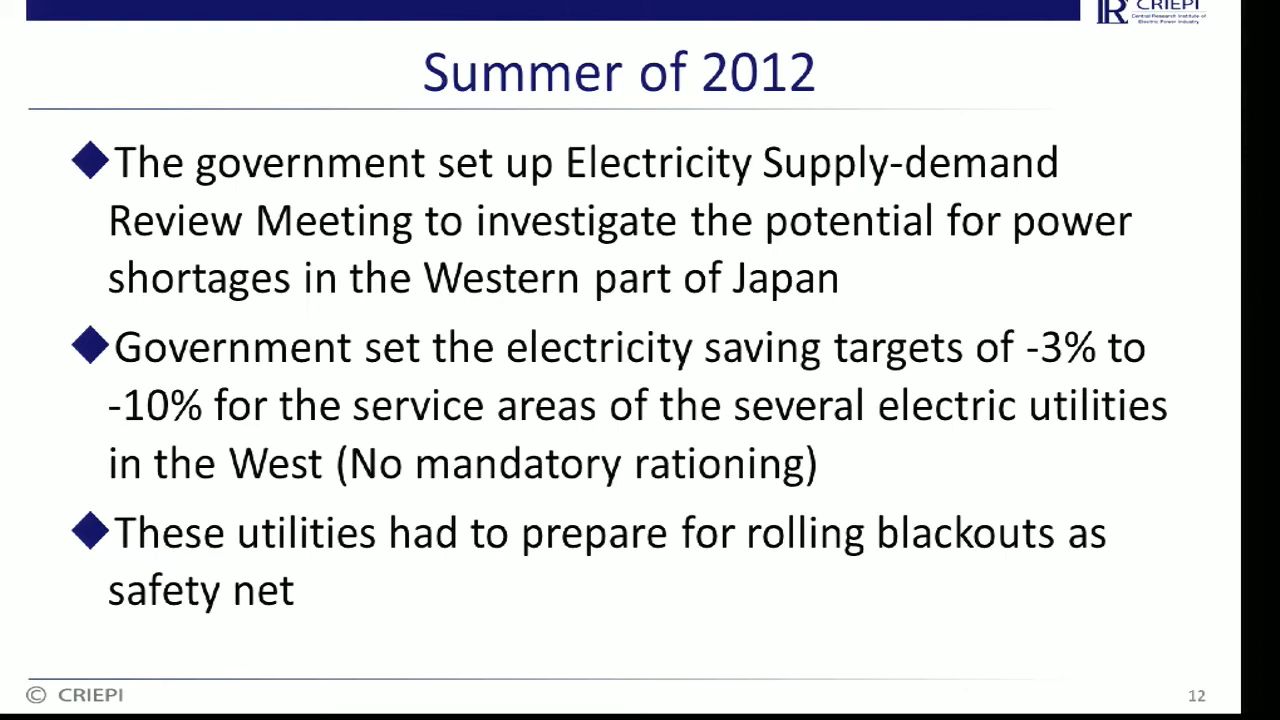 CRIEPI
Central Research Institute of
Electric Power Industry
Summer of 2012
◆The government set up Electricity Supply-demand
Review Meeting to investigate the potential for power
shortages in the Western part of Japan
◆Government set the electricity saving targets of -3% to
-10% for the service areas of the several electric utilities
in the West (No mandatory rationing)
◆These utilities had to prepare for rolling blackouts as
safety net
© CRIEPI
12